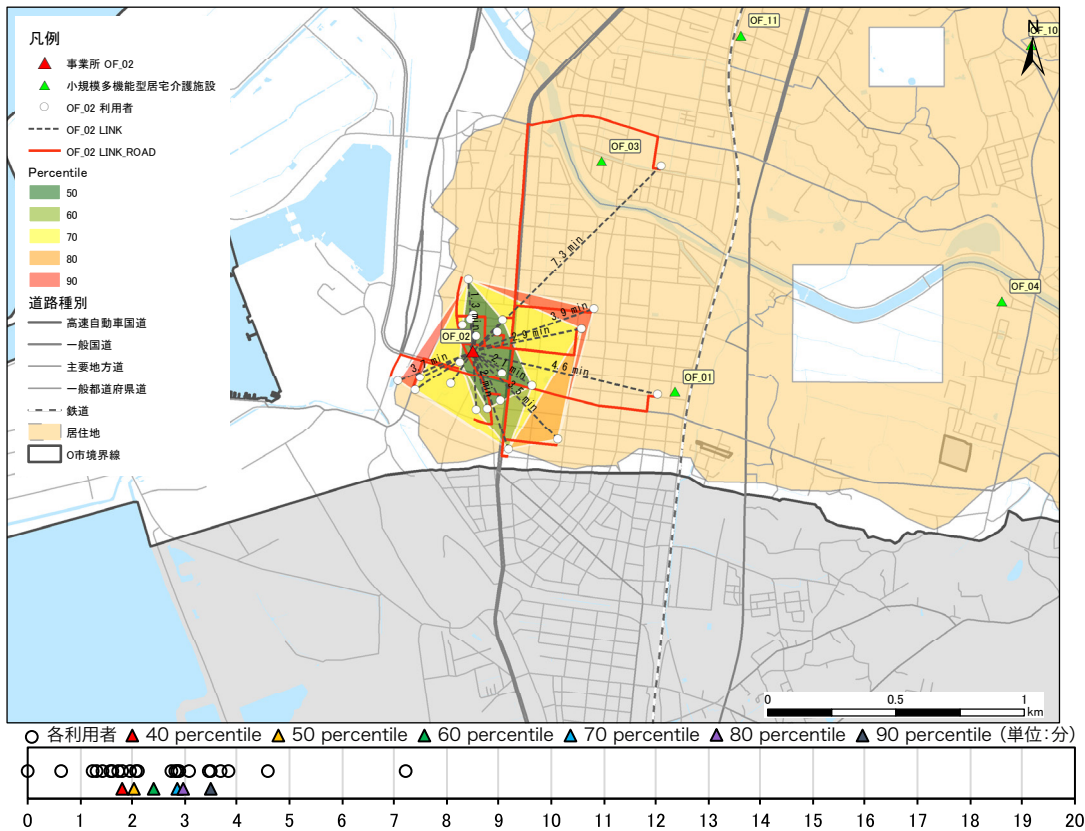 凡例
事業所 OF_02
小規模多機能型居宅介護施設
OF_02 利用者
OF_02 LINK
OF_02 LINK_ROAD
Percentile
50
60
70
80
90
道路種別
高速自動車国道
一般国道
主要地方道
一般都道府県道
鉄道
居住地
O市境界線
OF_11
N
OF_10
OF_03
7.3 min
OF_04
1.3 min
3.9 min
OF_02
2.9 min
3.7 min
4.6 min
OF_01
3.5 min
0 0.5 1
km
各利用者 40 percentile 50 percentile 60 percentile 70 percentile 80 percentile 90 percentile (単位:分)
0 1 2 3 4 5 6 7 8 9 10 11 12 13 14 15 16 17 18 19 20